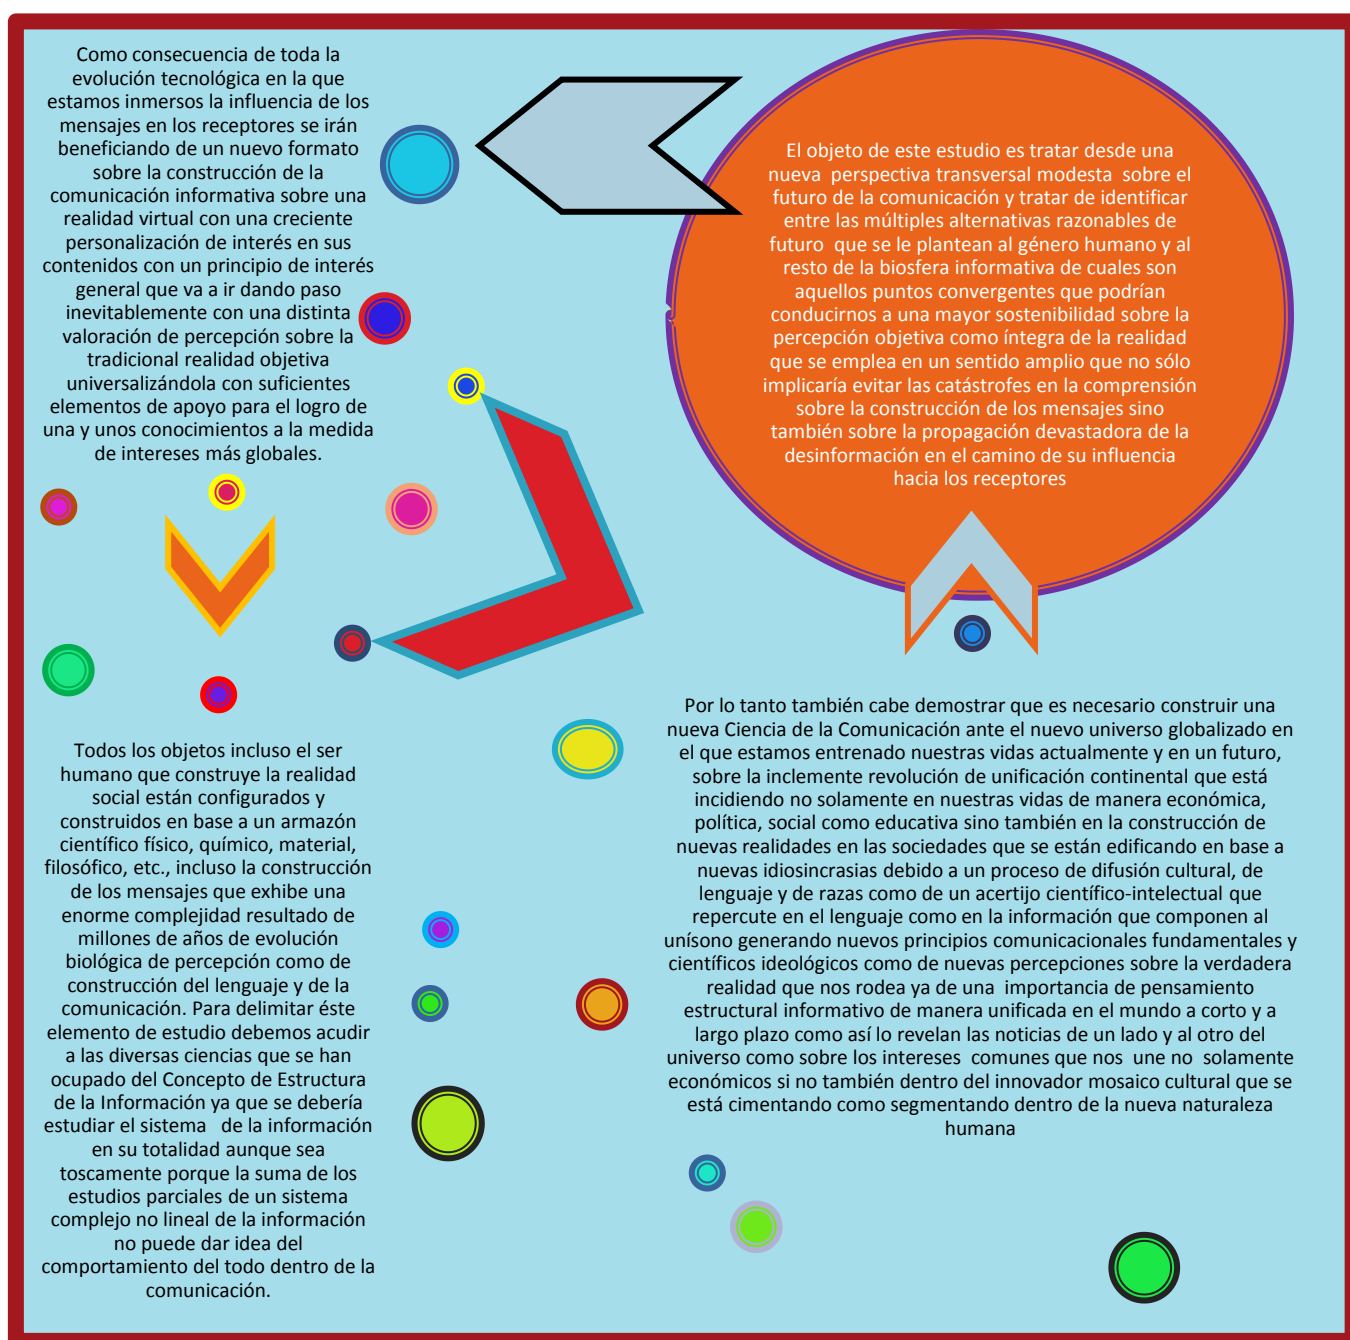 Como consecuencia de toda la
evolución tecnológica en la que
estamos inmersos la influencia de los
mensajes en los receptores se irán
beneficiando de un nuevo formato
sobre la construcción de la
comunicación informativa sobre una
realidad virtual con una creciente
personalización de interés en sus
contenidos con un principio de interés
general que va a ir dando paso
inevitablemente con una distinta
valoración de percepción sobre la
tradicional realidad objetiva
universalizándola con suficientes
elementos de apoyo para el logro de
una y unos conocimientos a la medida
de intereses más globales.
El objeto de este estudio es tratar desde una
nueva perspectiva transversal modesta sobre el
futuro de la comunicación y tratar de identificar
entre las múltiples alternativas razonables de
futuro que se le plantean al género humano y al
resto de la biosfera informativa de cuales son
aquellos puntos convergentes que podrían
conducirnos a una mayor sostenibilidad sobre la
percepción objetiva como íntegra de la realidad
que se emplea en un sentido amplio que no sólo
implicaría evitar las catástrofes en la comprensión
sobre la construcción de los mensajes sino
también sobre la propagación devastadora de la
desinformación en el camino de su influencia
hacia los receptores
Todos los objetos incluso el ser
humano que construye la realidad
social están configurados y
construidos en base a un armazón
científico físico, químico, material,
filosófico, etc., incluso la construcción
de los mensajes que exhibe una
enorme complejidad resultado de
millones de años de evolución
biológica de percepción como de
construcción del lenguaje y de la
comunicación. Para delimitar éste
elemento de estudio debemos acudir
a las diversas ciencias que se han
ocupado del Concepto de Estructura
de la Información ya que se debería
estudiar el sistema de la información
en su totalidad aunque sea
toscamente porque la suma de los
estudios parciales de un sistema
complejo no lineal de la información
no puede dar idea del
comportamiento del todo dentro de la
comunicación.
Por lo tanto también cabe demostrar que es necesario construir una
nueva Ciencia de la Comunicación ante el nuevo universo globalizado en
el que estamos entrenado nuestras vidas actualmente y en un futuro,
sobre la inclemente revolución de unificación continental que está
incidiendo no solamente en nuestras vidas de manera económica,
política, social como educativa sino también en la construcción de
nuevas realidades en las sociedades que se están edificando en base a
nuevas idiosincrasias debido a un proceso de difusión cultural, de
lenguaje y de razas como de un acertijo científico-intelectual que
repercute en el lenguaje como en la información que componen al
unísono generando nuevos principios comunicacionales fundamentales y
científicos ideológicos como de nuevas percepciones sobre la verdadera
realidad que nos rodea ya de una importancia de pensamiento
estructural informativo de manera unificada en el mundo a corto y a
largo plazo como así lo revelan las noticias de un lado y al otro del
universo como sobre los intereses comunes que nos une no solamente
económicos si no también dentro del innovador mosaico cultural que se
está cimentando como segmentando dentro de la nueva naturaleza
humana